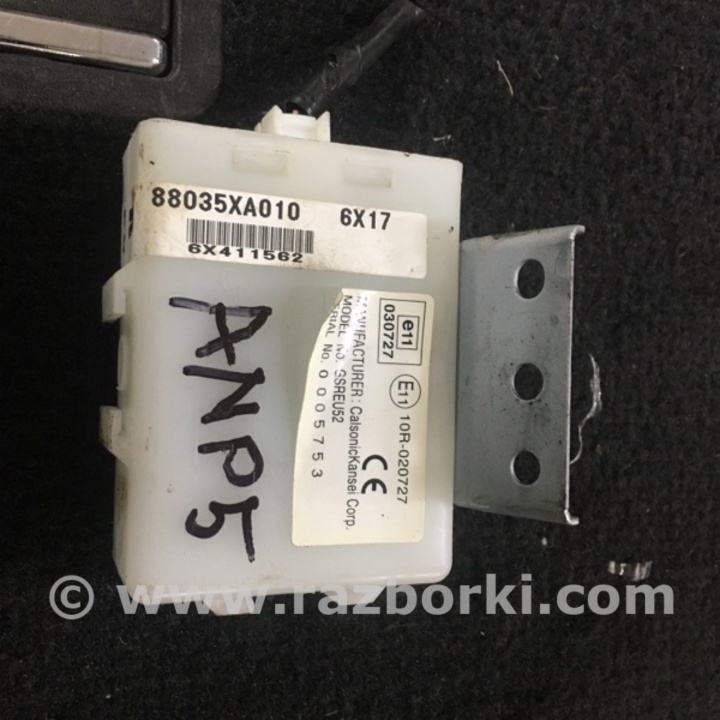 88035XA010 6X17
6X411562
ANP5
e11
030727
E11 10R-020727
MANUFACTURER: CalsonicKansei Corp.
MODEL No. GSREU52
No. 0005753
CE
© www.razborki.com